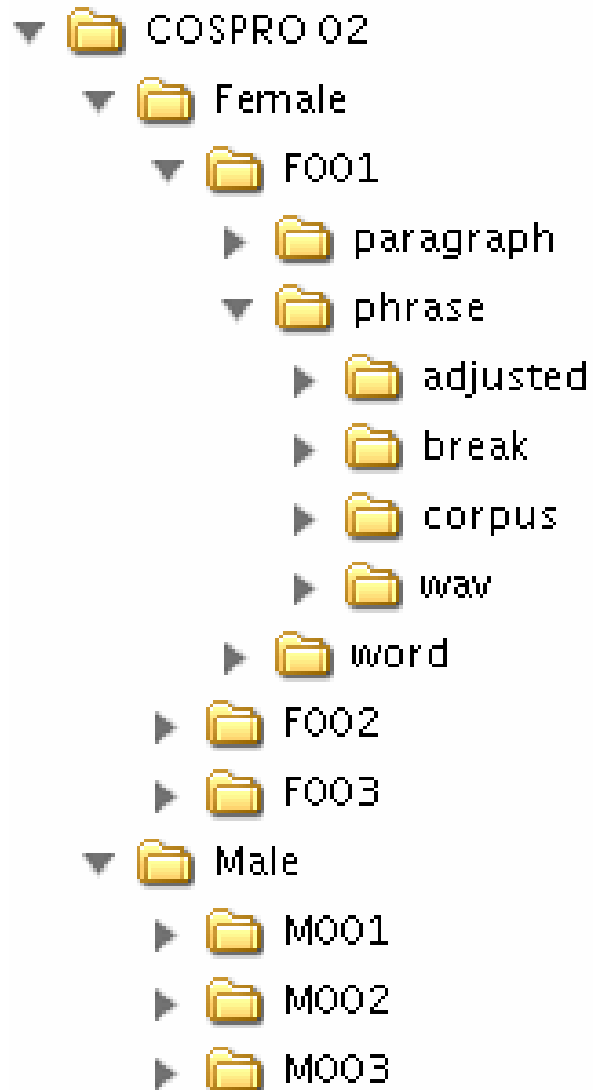 COSPRO 02
Female
F001
paragraph
phrase
adjusted
break
corpus
wav
word
F002
F003
Male
M001
M002
M003